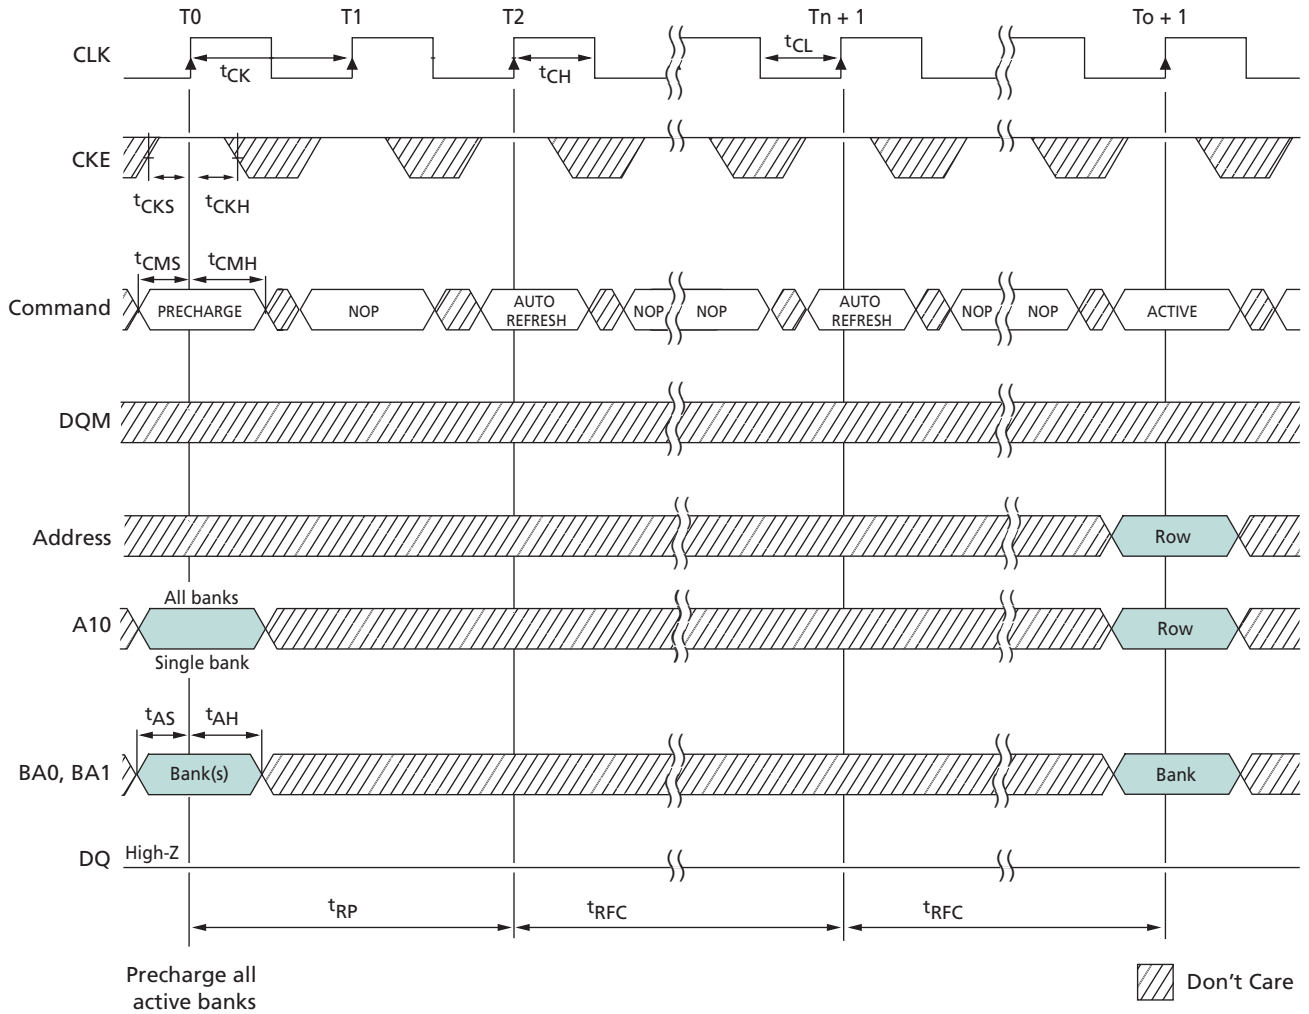 T0 T1 T2 Tn + 1 To + 1
CLK
tCK tCH tCL
CKE
tCKS tCKH
tCMS tCMH
Command PRECHARGE NOP AUTO REFRESH NOP NOP AUTO REFRESH NOP NOP ACTIVE
DQM
Address Row
All banks
A10 Row
Single bank
tAS tAH
BA0, BA1 Bank(s) Bank
DQ High-Z
tRP tRFC tRFC
Precharge all
active banks
Don't Care